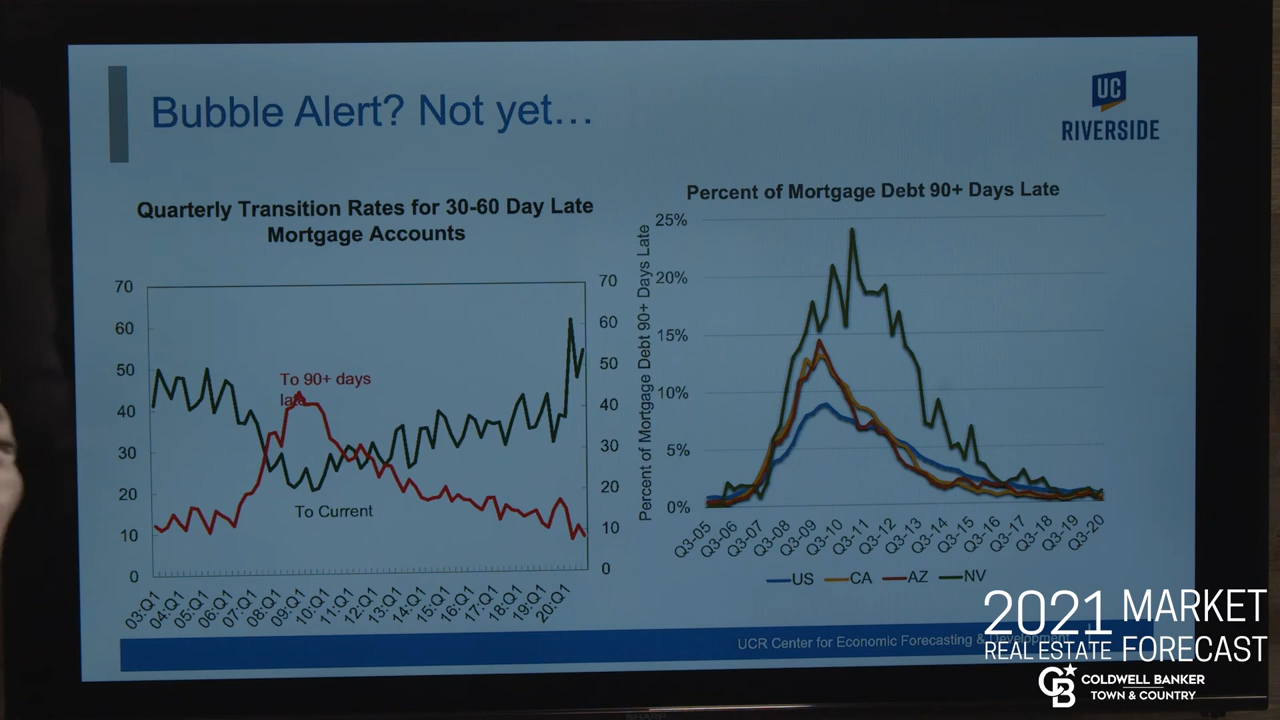 Bubble Alert? Not yet...
UC
RIVERSIDE
Quarterly Transition Rates for 30-60 Day Late
Mortgage Accounts
70
60
50
40
30
20
10
0
70
60
50
40
30
20
10
0
To 90+ days
late
To Current
03:Q1
04:Q1
05:Q1
06:Q1
07:Q1
08:Q1
09:Q1
10:Q1
11:Q1
12:Q1
13:Q1
14:Q1
15:Q1
16:Q1
17:Q1
18:Q1
19:Q1
20:Q1
Percent of Mortgage Debt 90+ Days Late
Percent of Mortgage Debt 90+ Days Late
25%
20%
15%
10%
5%
0%
Q3-05
Q3-06
Q3-07
Q3-08
Q3-09
Q3-10
Q3-11
Q3-12
Q3-13
Q3-14
Q3-15
Q3-16
Q3-17
Q3-18
Q3-19
Q3-20
US CA AZ NV
UCR Center for Economic Forecasting & Development
2021 MARKET
REAL ESTATE FORECAST
CB
COLDWELL BANKER
TOWN & COUNTRY
SHARP